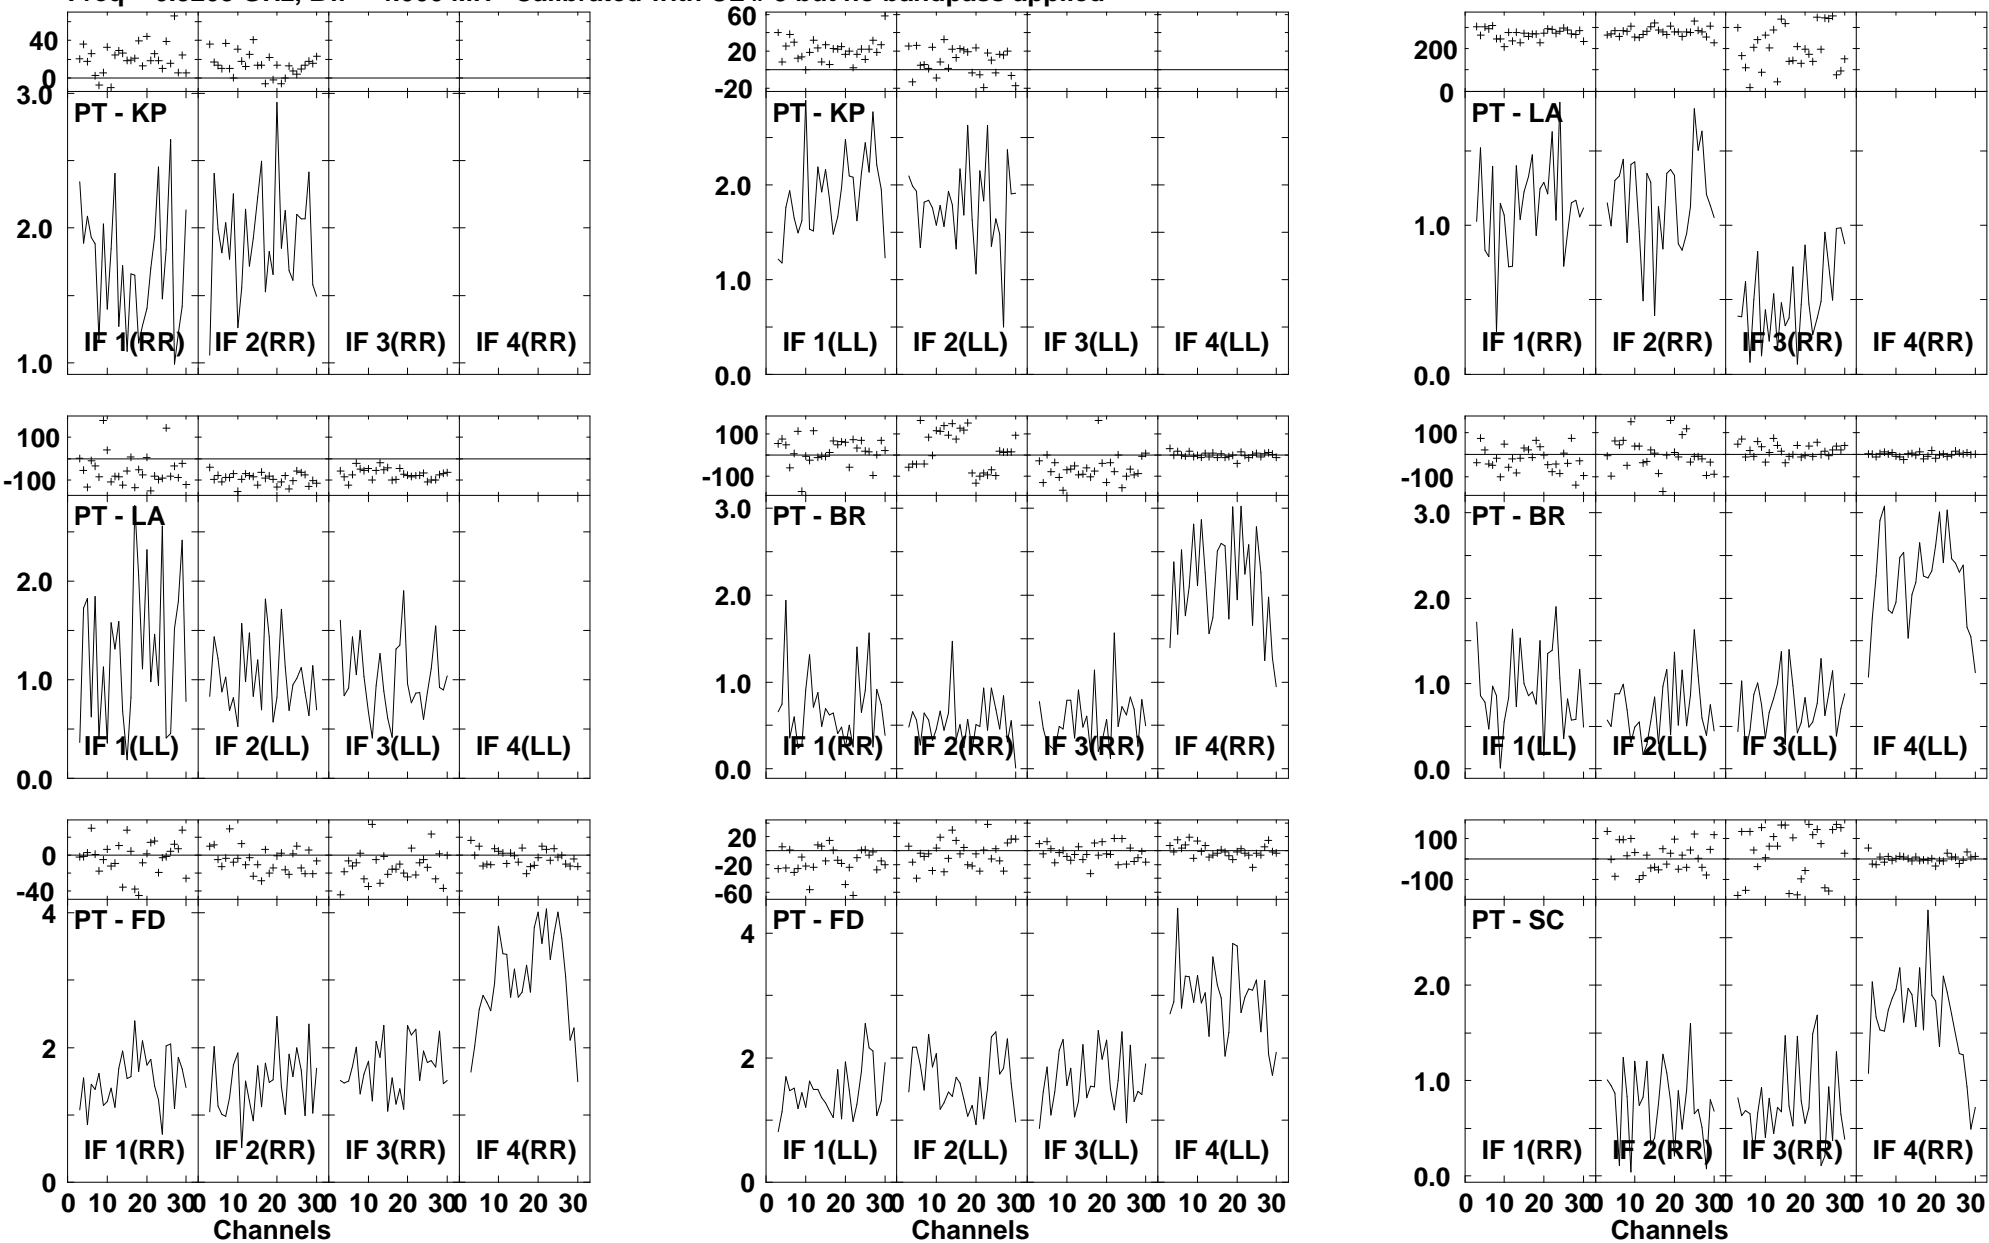 Freq = GHz, Bw = MH Calibrated with CL # but no bandpass applied
40
0
3.0
2.0
1.0
PT - KP
IF 1(RR) IF 2(RR) IF 3(RR) IF 4(RR)
60
20
-20
2.0
1.0
0.0
PT - KP
IF 1(LL) IF 2(LL) IF 3(LL) IF 4(LL)
200
0
1.0
0.0
PT - LA
IF 1(RR) IF 2(RR) IF 3(RR) IF 4(RR)
100
-100
2.0
1.0
0.0
PT - LA
IF 1(LL) IF 2(LL) IF 3(LL) IF 4(LL)
100
-100
3.0
2.0
1.0
0.0
PT - BR
IF 1(RR) IF 2(RR) IF 3(RR) IF 4(RR)
100
-100
3.0
2.0
1.0
0.0
PT - BR
IF 1(LL) IF 2(LL) IF 3(LL) IF 4(LL)
0
-40
4
2
0
PT - FD
IF 1(RR) IF 2(RR) IF 3(RR) IF 4(RR)
0 10 20 30 0 10 20 30 0 10 20 30 0 10 20 30
Channels
20
-20
-60
4
2
0
PT - FD
IF 1(LL) IF 2(LL) IF 3(LL) IF 4(LL)
0 10 20 30 0 10 20 30 0 10 20 30 0 10 20 30
Channels
100
-100
2.0
1.0
0.0
PT - SC
IF 1(RR) IF 2(RR) IF 3(RR) IF 4(RR)
0 10 20 30 0 10 20 30 0 10 20 30 0 10 20 30
Channels